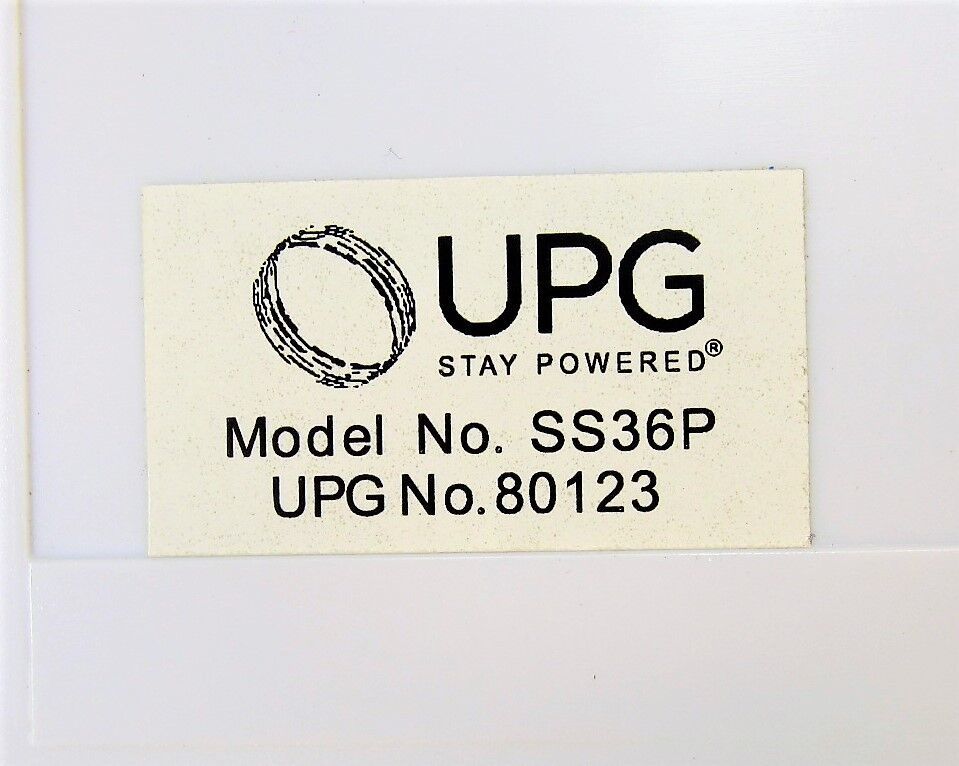 UPG
STAY POWERED®
Model No. SS36P
UPG No.80123